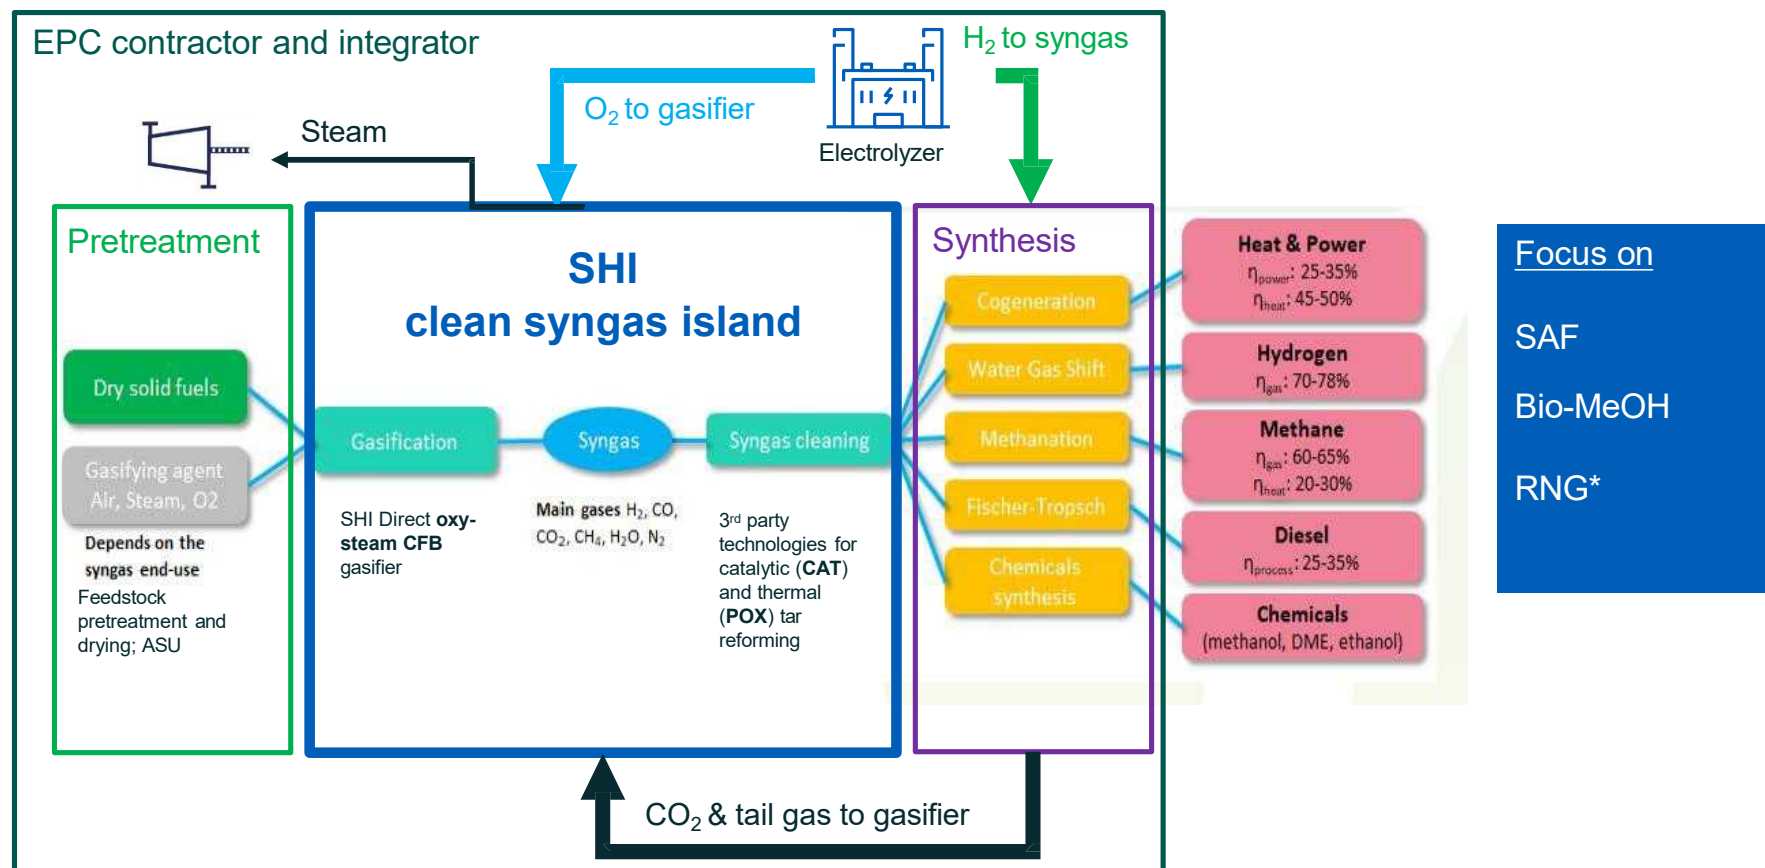 EPC contractor and integrator
H₂ to syngas
O₂ to gasifier
Electrolyzer
Steam
Pretreatment
Dry solid fuels
Gasifying agent
Air, Steam, O2
Depends on the
syngas end-use
Feedstock
pretreatment and
drying; ASU
SHI
clean syngas island
Gasification
Syngas
Syngas cleaning
SHI Direct oxy-
steam CFB
gasifier
Main gases H₂, CO,
CO₂, CH₄, H₂O, N₂
3rd party
technologies for
catalytic (CAT)
and thermal
(POX) tar
reforming
Synthesis
Cogeneration
Water Gas Shift
Methanation
Fischer-Tropsch
Chemicals
synthesis
Heat & Power
ηpower: 25-35%
ηheat: 45-50%
Hydrogen
ηgas: 70-78%
Methane
ηgas: 60-65%
ηheat: 20-30%
Diesel
ηprocess: 25-35%
Chemicals
(methanol, DME, ethanol)
CO₂ & tail gas to gasifier
Focus on
SAF
Bio-MeOH
RNG*